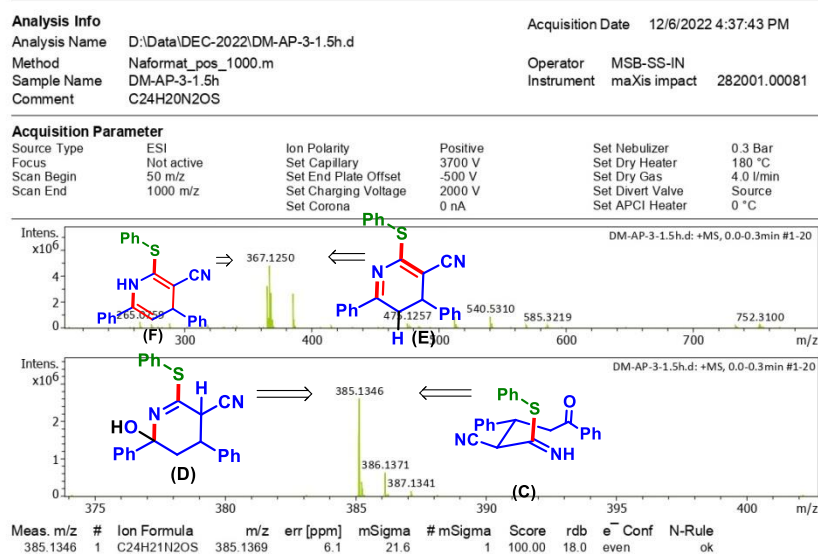 Analysis Info
Acquisition Date 12/6/2022 4:37:43 PM
Analysis Name D:\Data\DEC-2022\DM-AP-3-1.5h.d
Method Naformat_pos_1000.m Operator MSB-SS-IN
Sample Name DM-AP-3-1.5h Instrument maXis impact 282001.00081
Comment C24H20N2OS
Acquisition Parameter
Source Type ESI Ion Polarity Positive Set Nebulizer 0.3 Bar
Focus Not active Set Capillary 3700 V Set Dry Heater 180 °C
Scan Begin 50 m/z Set End Plate Offset -500 V Set Dry Gas 4.0 l/min
Scan End 1000 m/z Set Charging Voltage 2000 V Set Divert Valve Source
Set Corona 0 nA Set APCI Heater 0 °C
Intens.
x10⁶
DM-AP-3-1.5h.d: +MS, 0.0-0.3min #1-20
Ph S HN CN Ph Ph (F)
367.1250
Ph S N CN Ph Ph H (E)
265.0759 475.1257 540.5310 585.3219 752.3100
4
2
0
300 400 600 700 m/z
Intens.
x10⁶
DM-AP-3-1.5h.d: +MS, 0.0-0.3min #1-20
Ph S H N CN HO Ph Ph (D)
385.1346
386.1371
387.1341
Ph S O Ph Ph NC NH (C)
2
1
0
375 380 385 390 395 400 m/z
Meas. m/z # Ion Formula m/z err [ppm] mSigma # mSigma Score rdb e⁻ Conf N-Rule
385.1346 1 C24H21N2OS 385.1369 6.1 21.6 1 100.00 18.0 even ok